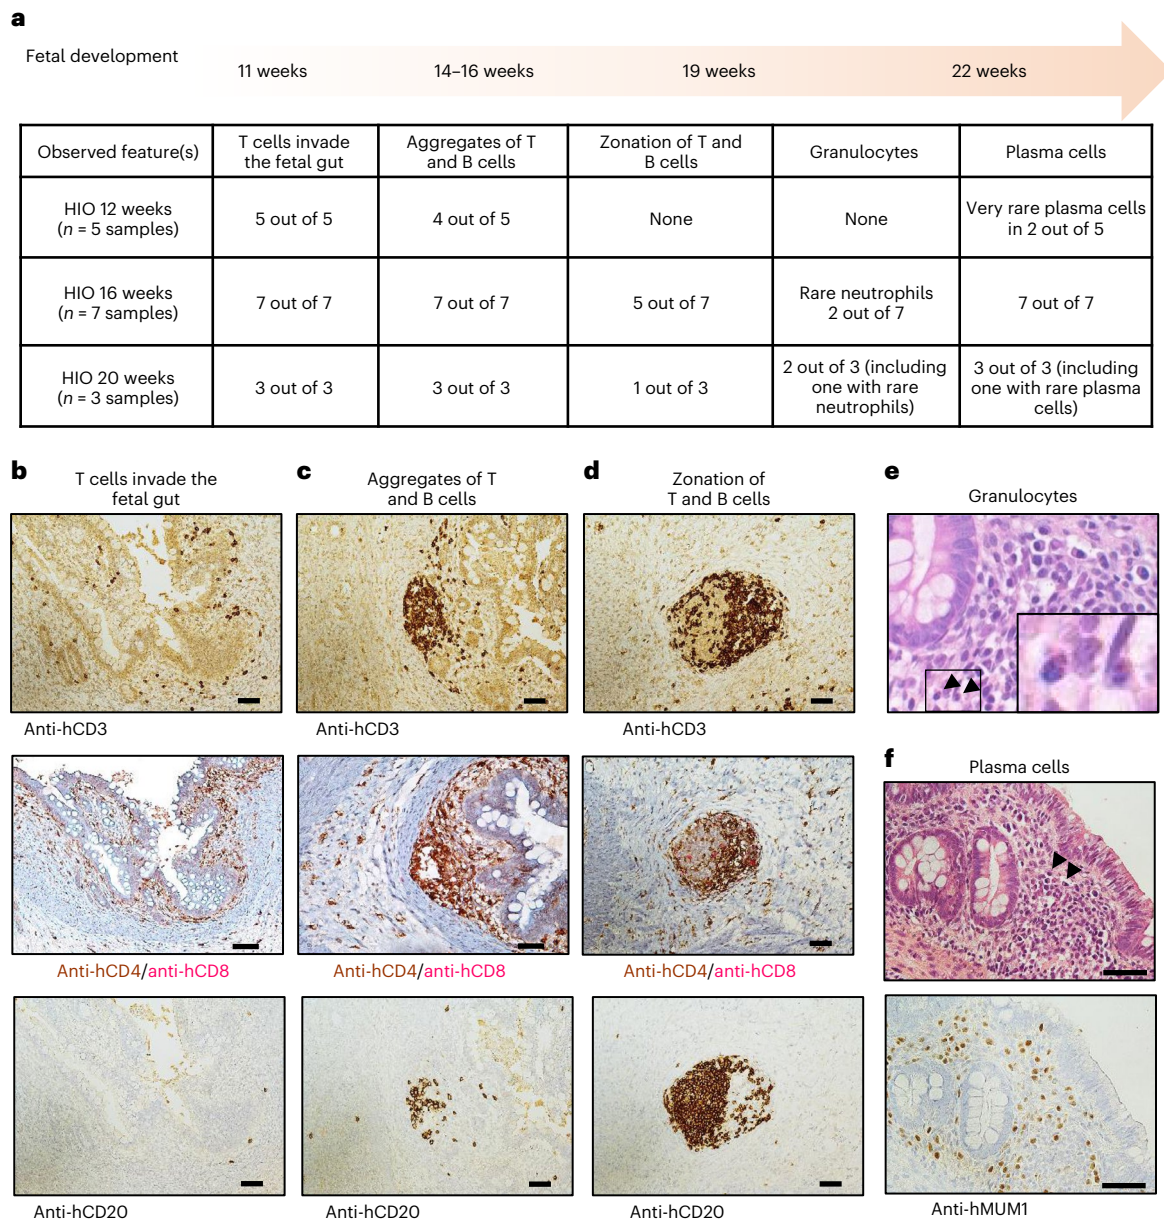 a
Fetal development
11 weeks
14–16 weeks
19 weeks
22 weeks
Observed feature(s)
T cells invade
the fetal gut
Aggregates of T
and B cells
Zonation of T and
B cells
Granulocytes
Plasma cells
HIO 12 weeks
(n = 5 samples)
5 out of 5
4 out of 5
None
None
Very rare plasma cells
in 2 out of 5
HIO 16 weeks
(n = 7 samples)
7 out of 7
7 out of 7
5 out of 7
Rare neutrophils
2 out of 7
7 out of 7
HIO 20 weeks
(n = 3 samples)
3 out of 3
3 out of 3
1 out of 3
2 out of 3 (including
one with rare
neutrophils)
3 out of 3 (including
one with rare plasma
cells)
b
T cells invade the
fetal gut
Anti-hCD3
Anti-hCD4/anti-hCD8
Anti-hCD20
c
Aggregates of T
and B cells
Anti-hCD3
Anti-hCD4/anti-hCD8
Anti-hCD20
d
Zonation of
T and B cells
Anti-hCD3
Anti-hCD4/anti-hCD8
Anti-hCD20
e
Granulocytes
f
Plasma cells
Anti-hMUM1